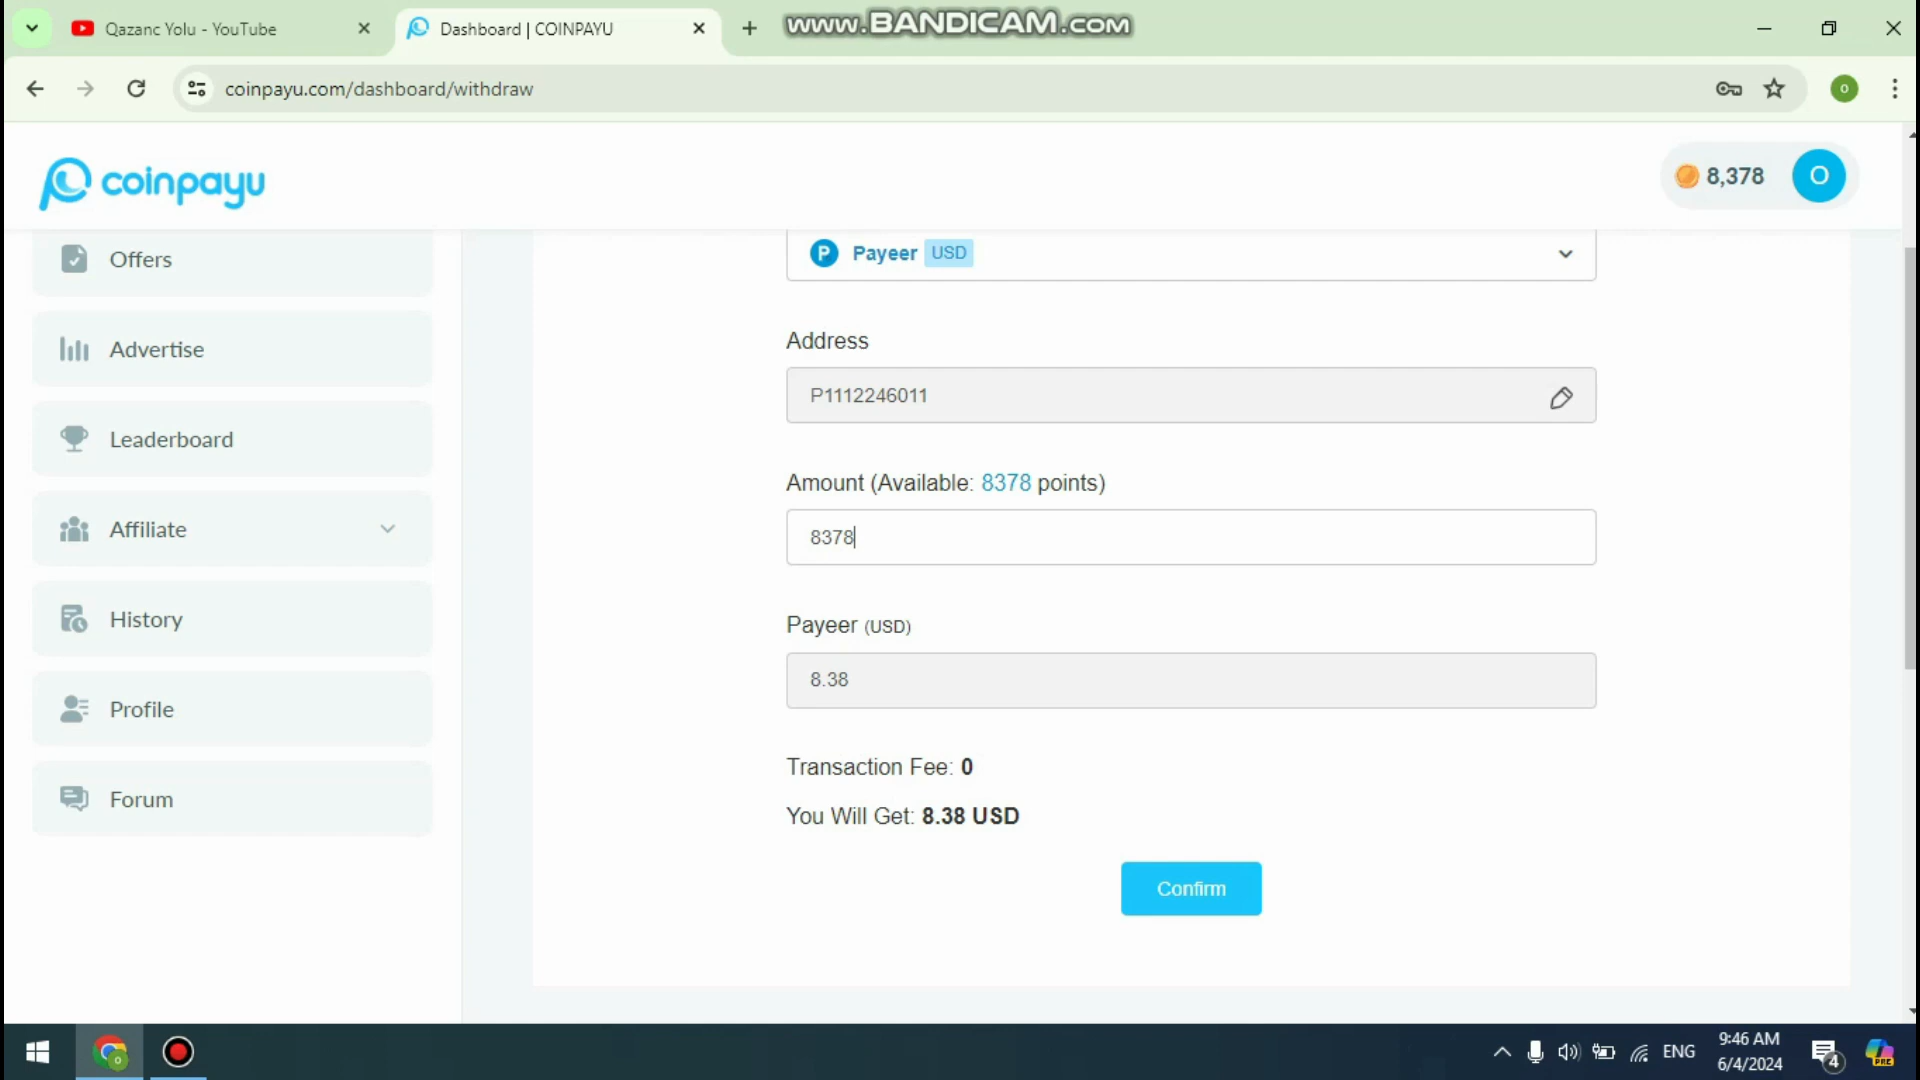 Qazanc Yolu - YouTube
Dashboard | COINPAYU
www.BANDICAM.com
coinpayu.com/dashboard/withdraw
o
coinpayu
8,378
O
Offers
Advertise
Leaderboard
Affiliate
History
Profile
Forum
P Payeer USD
Address
P1112246011
Amount (Available: 8378 points)
8378
Payeer (USD)
8.38
Transaction Fee: 0
You Will Get: 8.38 USD
Confirm
ENG
9:46 AM
6/4/2024
4
PRE